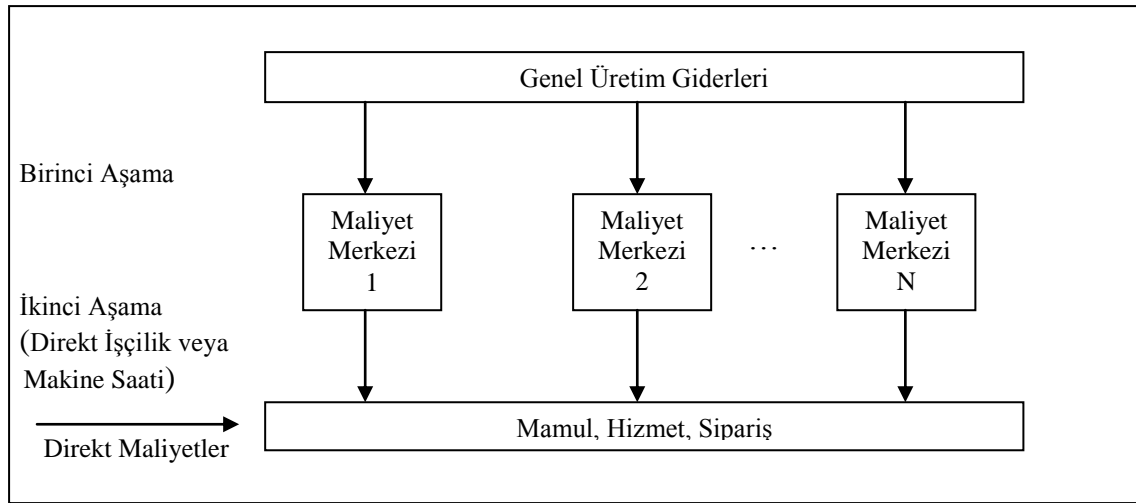 Genel Üretim Giderleri
Birinci Aşama
Maliyet
Merkezi
1
Maliyet
Merkezi
2
...
Maliyet
Merkezi
N
İkinci Aşama
(Direkt İşçilik veya
Makine Saati)
Mamul, Hizmet, Sipariş
Direkt Maliyetler